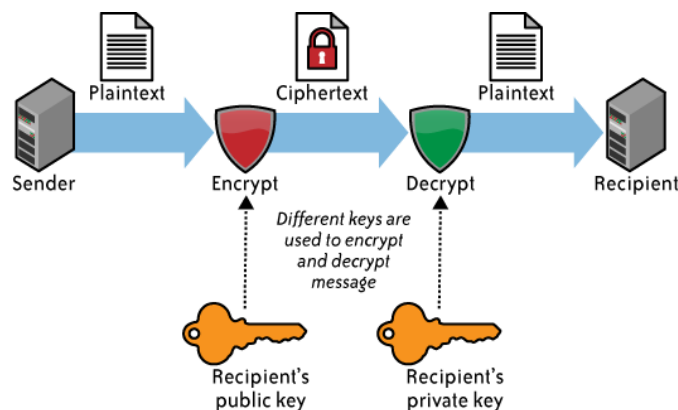 Plaintext
Ciphertext
Plaintext
Sender
Encrypt
Decrypt
Recipient
Different keys are
used to encrypt
and decrypt
message
Recipient's
public key
Recipient's
private key